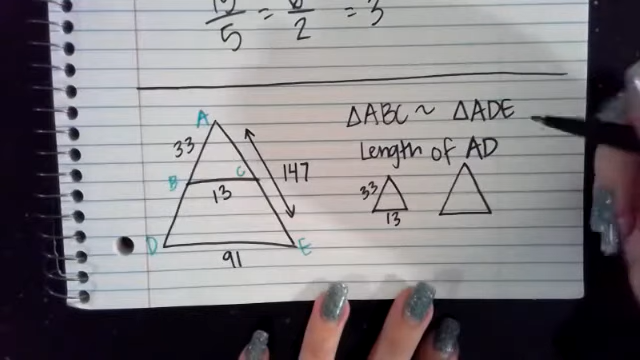 5 = 2 = 3
ΔABC ~ ΔADE
Length of AD
A
33
B
C
13
147
D
E
91
33
13